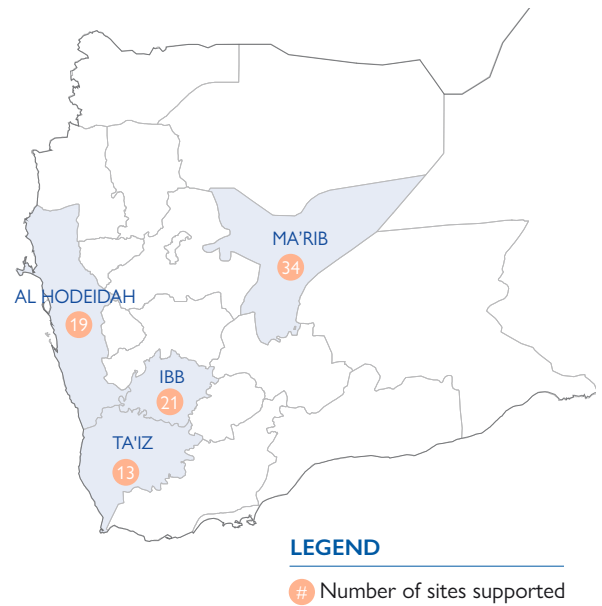 MA'RIB
34
AL HODEIDAH
19
IBB
21
TA'IZ
13
LEGEND
# Number of sites supported